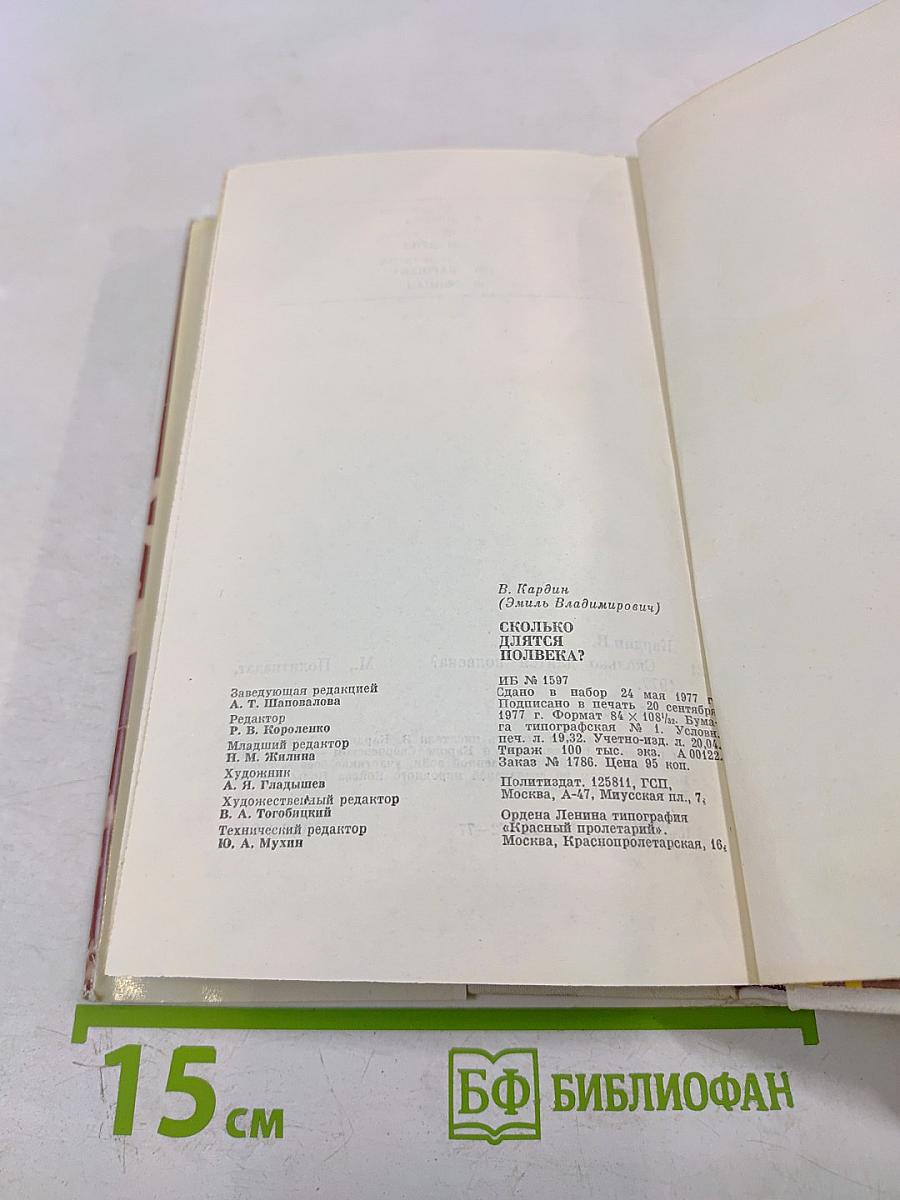 В. Кардин
(Эмиль Владимирович)
СКОЛЬКО
ДЛЯТСЯ
ПОЛВЕКА?
ИБ № 1597
Сдано в набор 24 мая 1977 г.
Подписано в печать 20 сентября
1977 г. Формат 84 × 108¹/₃₂. Бума-
га типографская № 1. Условн.
печ. л. 19,32. Учетно-изд. л. 20,04.
Тираж 100 тыс. экз. А 00122.
Заказ № 1786. Цена 95 коп.
Политиздат. 125811, ГСП,
Москва, А-47, Миусская пл., 7.
Ордена Ленина типография
«Красный пролетарий».
Москва, Краснопролетарская, 16.
Заведующая редакцией
А. Т. Шаповалова
Редактор
Р. В. Короленко
Младший редактор
Н. М. Жилина
Художник
А. Я. Гладышев
Художественный редактор
В. А. Тогобицкий
Технический редактор
Ю. А. Мухин
15 см
БФ БИБЛИОФАН